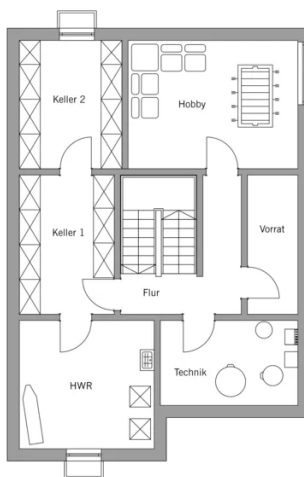 Keller 2
Hobby
Keller 1
Vorrat
Flur
HWR
Technik